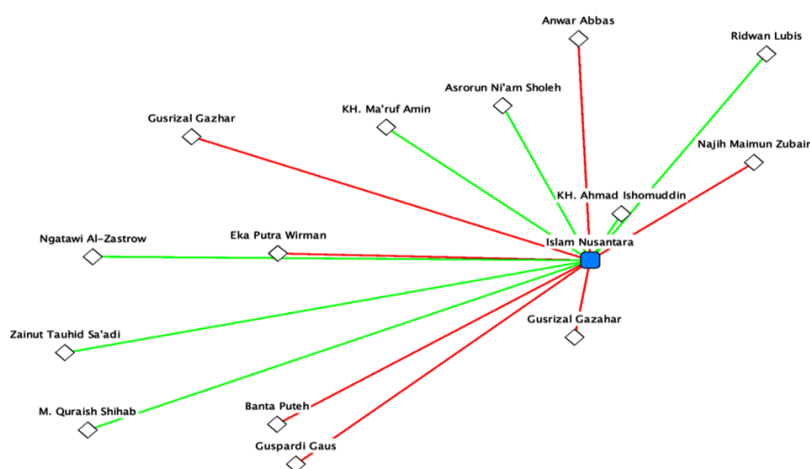 Anwar Abbas
Ridwan Lubis
Asrorun Ni'am Sholeh
KH. Ma'ruf Amin
Gusrizal Gazhar
Najih Maimun Zubair
KH. Ahmad Ishomuddin
Eka Putra Wirman
Islam Nusantara
Ngatawi Al-Zastrow
Gusrizal Gazahar
Zainut Tauhid Sa'adi
Banta Puteh
M. Quraish Shihab
Guspardi Gaus